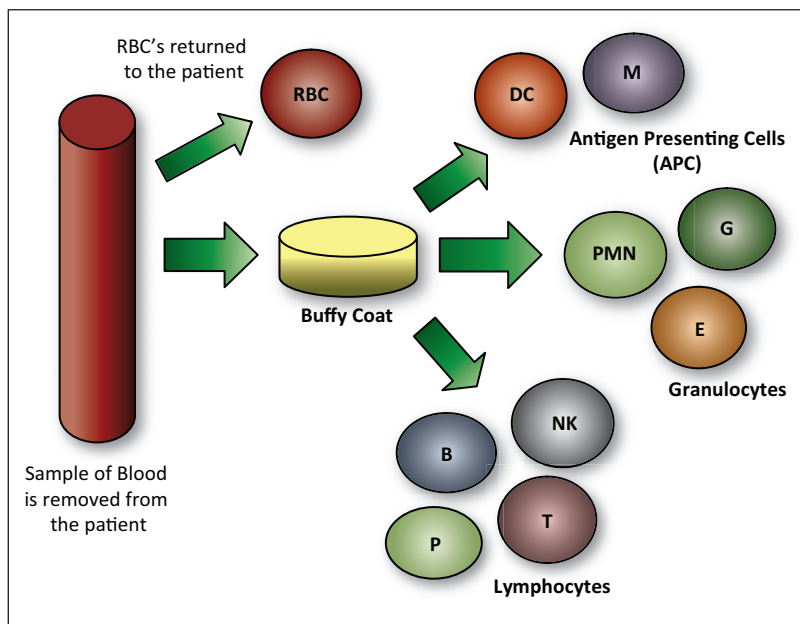 RBC’s returned
to the patient
RBC
DC
M
Antigen Presenting Cells
(APC)
PMN
G
E
Granulocytes
Buffy Coat
B
NK
P
T
Lymphocytes
Sample of Blood
is removed from
the patient